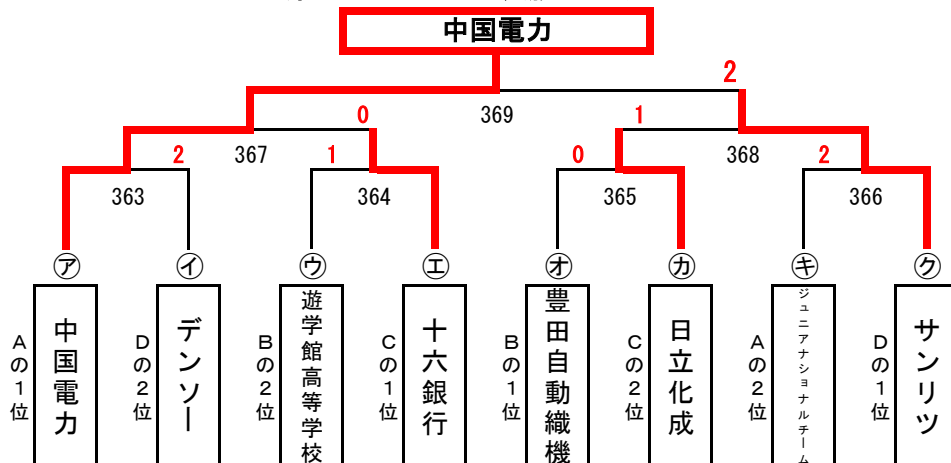 中国電力
2
0
369
1
2
367
1
0
368
2
363
364
365
366
㋐
㋑
㋒
㋓
㋔
㋕
㋖
㋗
Aの1位
中国電力
Dの2位
デンソー
Bの2位
遊学館高等学校
Cの1位
十六銀行
Bの1位
豊田自動織機
Cの2位
日立化成
Aの2位
ジュニアナショナルチーム
Dの1位
サンリツ